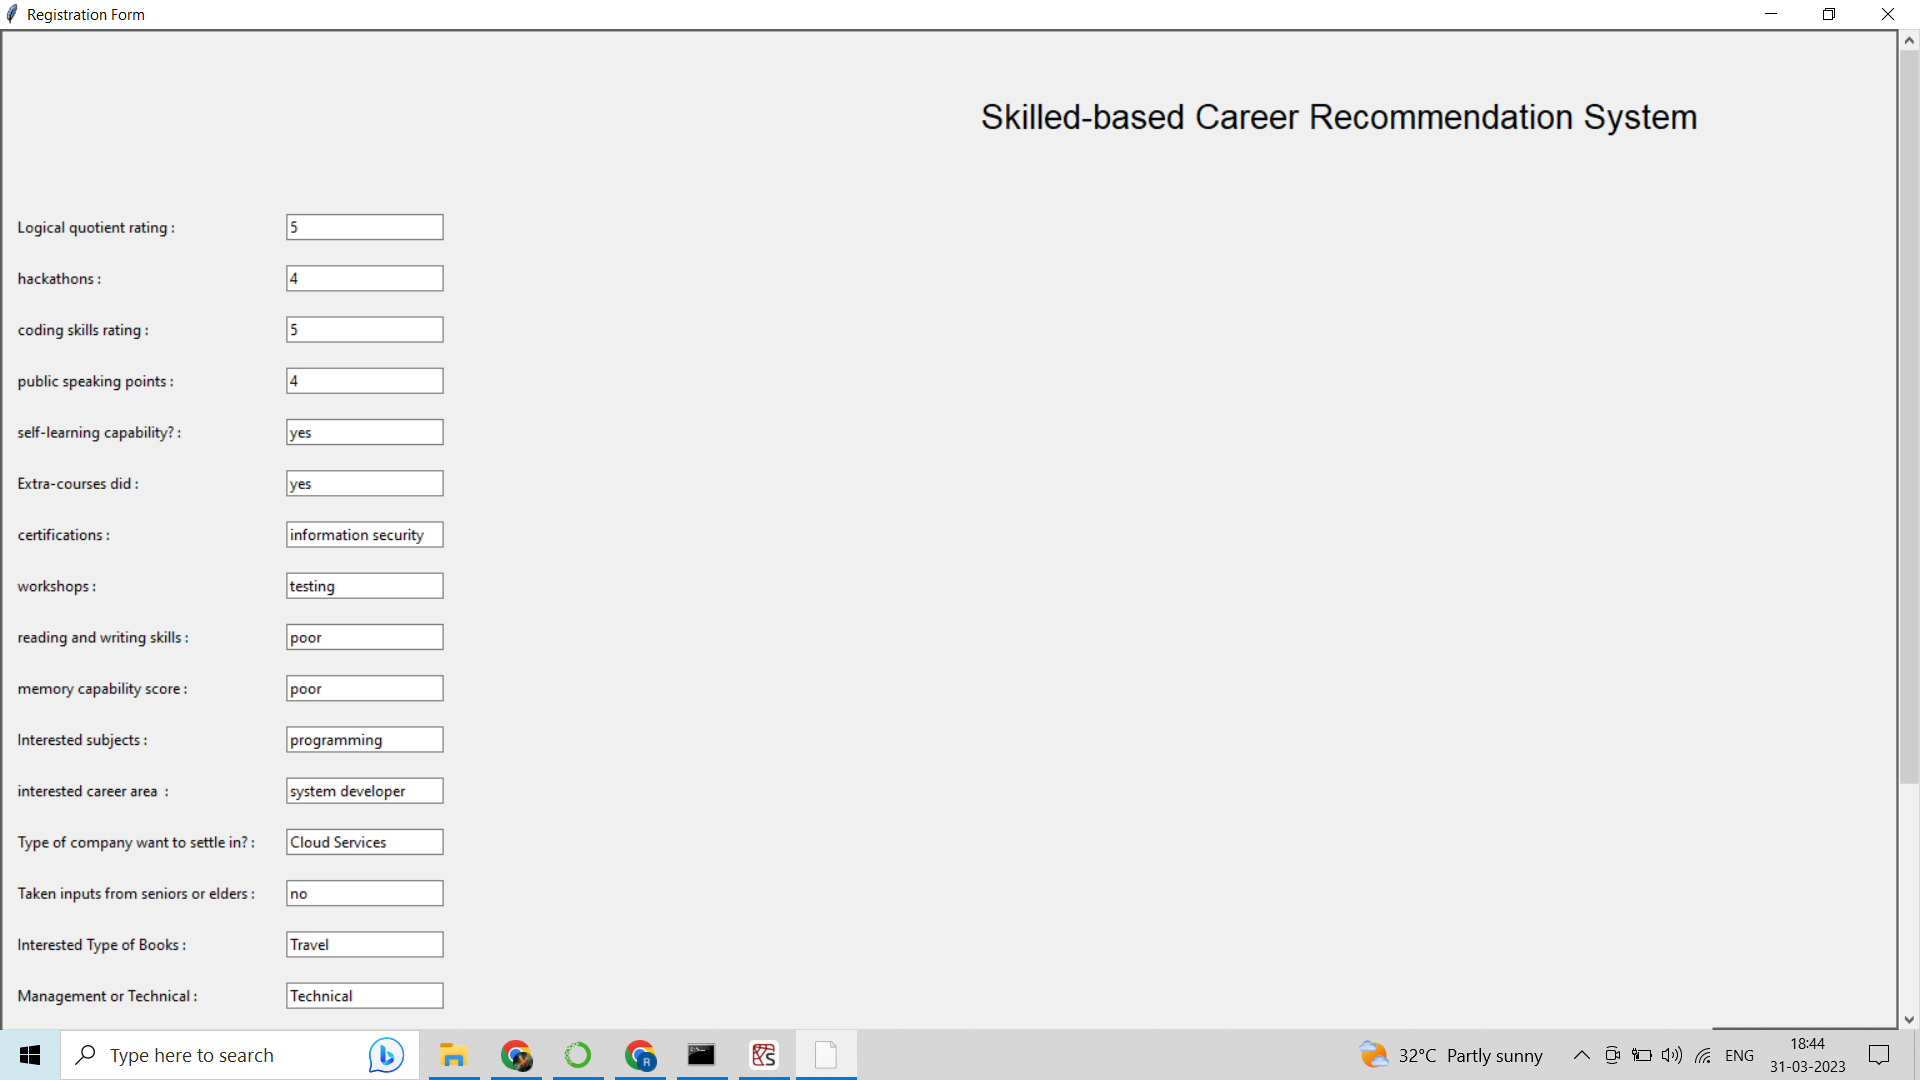 Registration Form
Skilled-based Career Recommendation System
Logical quotient rating : 5
hackathons : 4
coding skills rating : 5
public speaking points : 4
self-learning capability? : yes
Extra-courses did : yes
certifications : information security
workshops : testing
reading and writing skills : poor
memory capability score : poor
Interested subjects : programming
interested career area  : system developer
Type of company want to settle in? : Cloud Services
Taken inputs from seniors or elders : no
Interested Type of Books : Travel
Management or Technical : Technical
Type here to search
R
S
32°C Partly sunny
ENG
18:44
31-03-2023